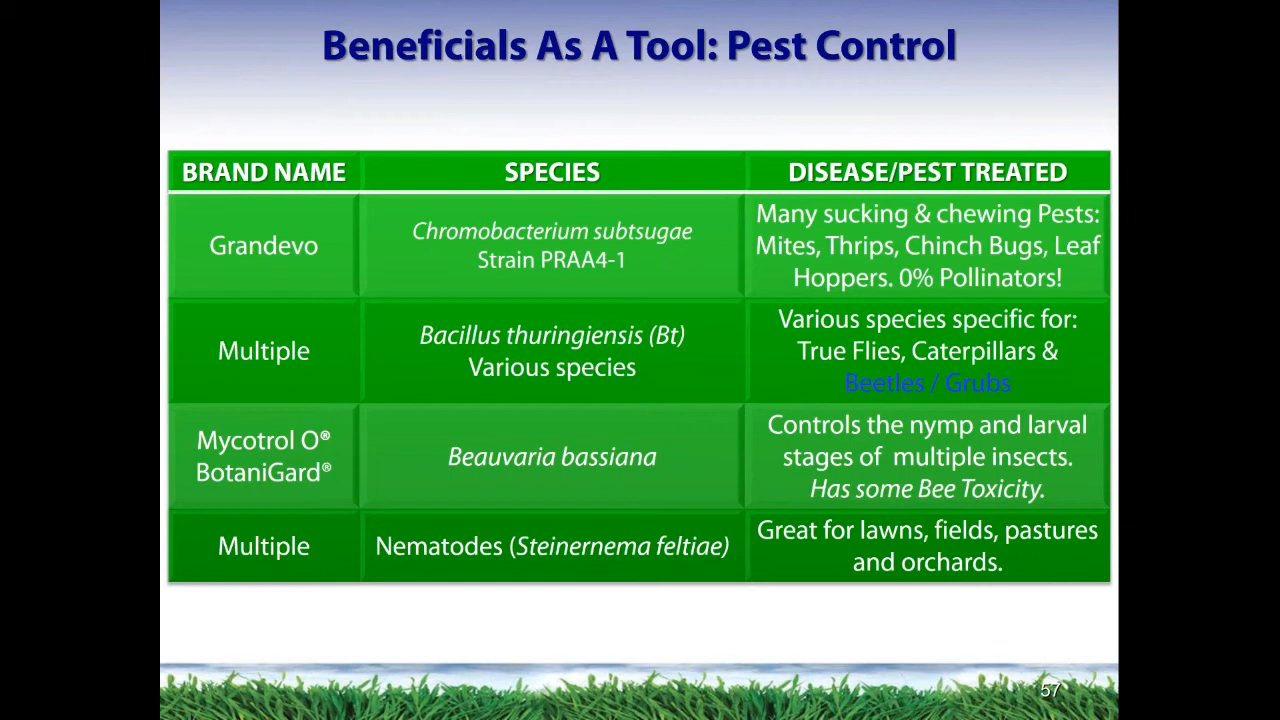 Beneficials As A Tool: Pest Control
BRAND NAME
SPECIES
DISEASE/PEST TREATED
Grandevo
Chromobacterium subtsugae
Strain PRAA4-1
Many sucking & chewing Pests:
Mites, Thrips, Chinch Bugs, Leaf
Hoppers. 0% Pollinators!
Multiple
Bacillus thuringiensis (Bt)
Various species
Various species specific for:
True Flies, Caterpillars &
Beetles / Grubs
Mycotrol O®
BotaniGard®
Beauvaria bassiana
Controls the nymp and larval
stages of multiple insects.
Has some Bee Toxicity.
Multiple
Nematodes (Steinernema feltiae)
Great for lawns, fields, pastures
and orchards.
57